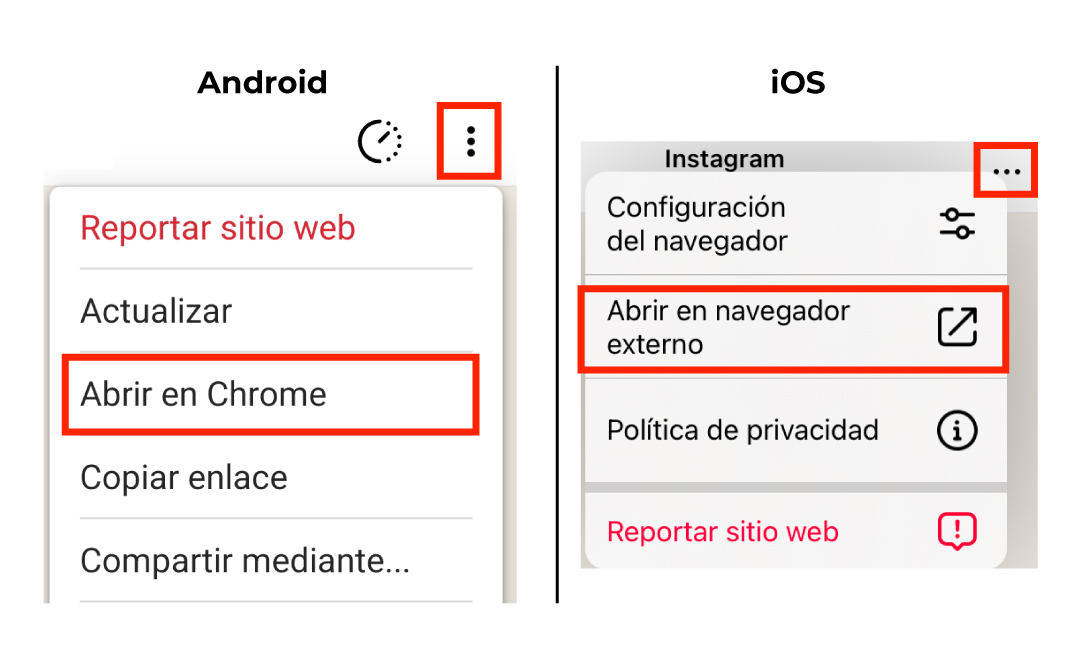 Android
Reportar sitio web
Actualizar
Abrir en Chrome
Copiar enlace
Compartir mediante...
iOS
Instagram
Configuración
del navegador
Abrir en navegador
externo
Política de privacidad
Reportar sitio web